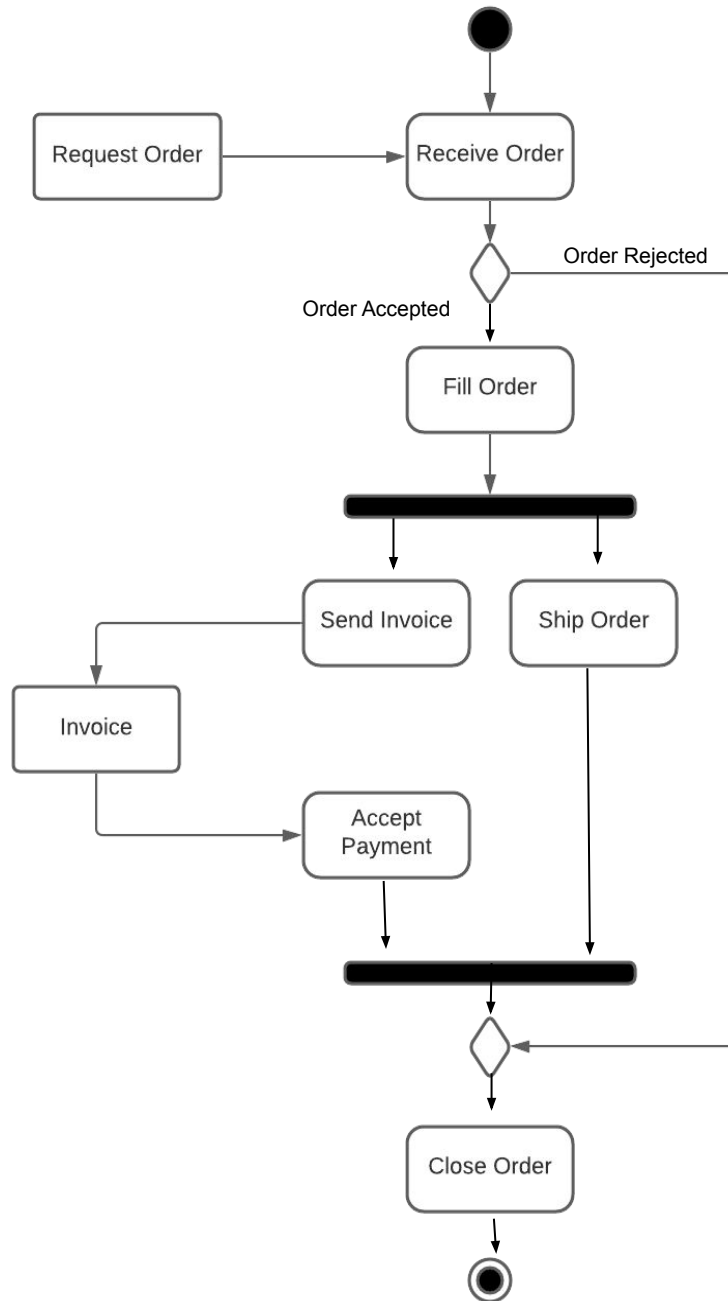 Request Order
Receive Order
Order Rejected
Order Accepted
Fill Order
Send Invoice
Ship Order
Invoice
Accept
Payment
Close Order